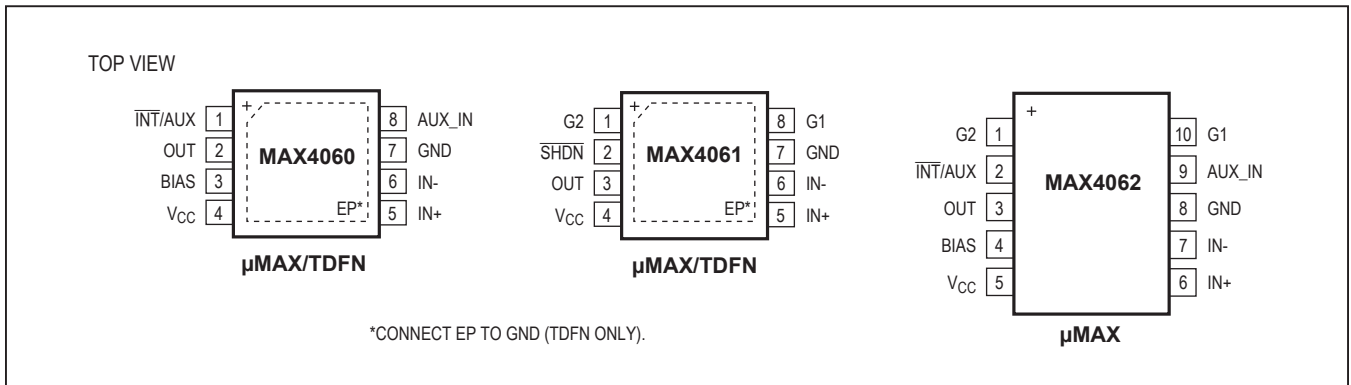 TOP VIEW
+
I̅N̅T̅/AUX 1
OUT 2
BIAS 3
VCC 4
MAX4060
8 AUX_IN
7 GND
6 IN-
5 IN+
EP*
µMAX/TDFN
+
G2 1
S̅H̅D̅N̅ 2
OUT 3
VCC 4
MAX4061
8 G1
7 GND
6 IN-
5 IN+
EP*
µMAX/TDFN
+
G2 1
I̅N̅T̅/AUX 2
OUT 3
BIAS 4
VCC 5
MAX4062
10 G1
9 AUX_IN
8 GND
7 IN-
6 IN+
µMAX
*CONNECT EP TO GND (TDFN ONLY).